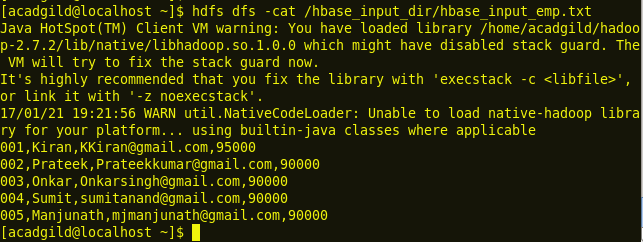 [acadgild@localhost ~]$ hdfs dfs -cat /hbase_input_dir/hbase_input_emp.txt
Java HotSpot(TM) Client VM warning: You have loaded library /home/acadgild/hadoo
p-2.7.2/lib/native/libhadoop.so.1.0.0 which might have disabled stack guard. The
 VM will try to fix the stack guard now.
It's highly recommended that you fix the library with 'execstack -c <libfile>',
or link it with '-z noexecstack'.
17/01/21 19:21:56 WARN util.NativeCodeLoader: Unable to load native-hadoop libra
ry for your platform... using builtin-java classes where applicable
001,Kiran,KKiran@gmail.com,95000
002,Prateek,Prateekkumar@gmail.com,90000
003,Onkar,Onkarsingh@gmail.com,90000
004,Sumit,sumitanand@gmail.com,90000
005,Manjunath,mjmanjunath@gmail.com,90000
[acadgild@localhost ~]$